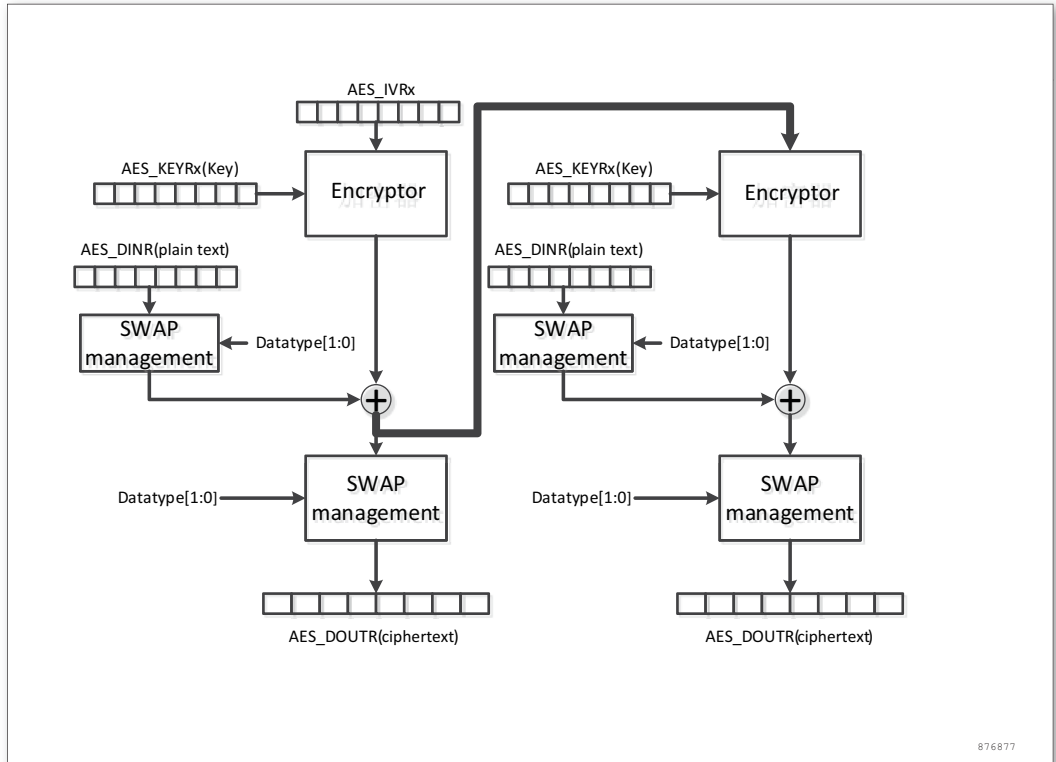 AES_IVRx
AES_KEYRx(Key)
Encryptor
AES_DINR(plain text)
SWAP
management
Datatype[1:0]
Datatype[1:0]
SWAP
management
AES_DOUTR(ciphertext)
AES_KEYRx(Key)
Encryptor
AES_DINR(plain text)
SWAP
management
Datatype[1:0]
Datatype[1:0]
SWAP
management
AES_DOUTR(ciphertext)
876877